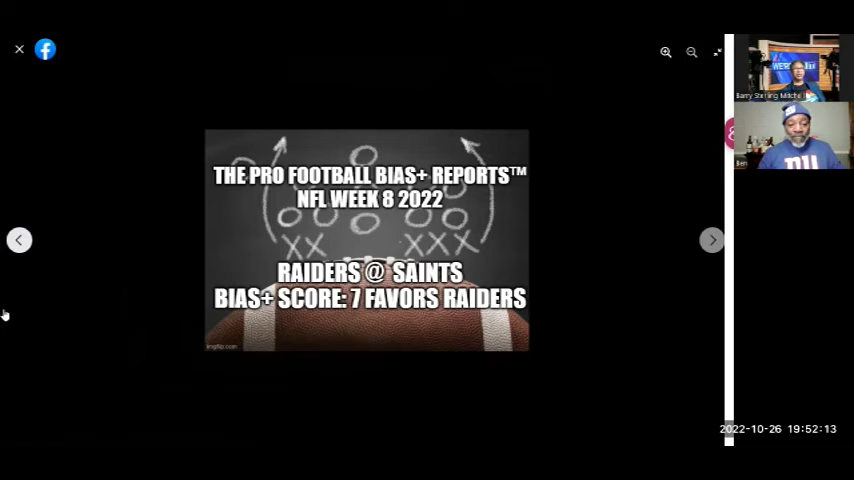 THE PRO FOOTBALL BIAS+ REPORTS™
NFL WEEK 8 2022
RAIDERS @ SAINTS
BIAS+ SCORE: 7 FAVORS RAIDERS
imgflip.com
Barry Sterling Mitchell
Ben
2022-10-26 19:52:13